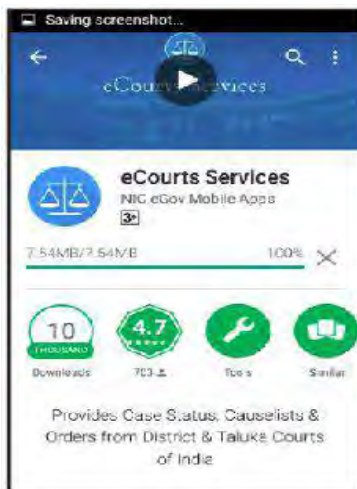 Saving screenshot...
eCourts Services
eCourts Services
NIC eGov Mobile Apps
3+
7.54MB/7.54MB 100%
10 4.7
THOUSAND
Downloads 703 Tools Similar
Provides Case Status, Causelists &
Orders from District & Taluka Courts
of India